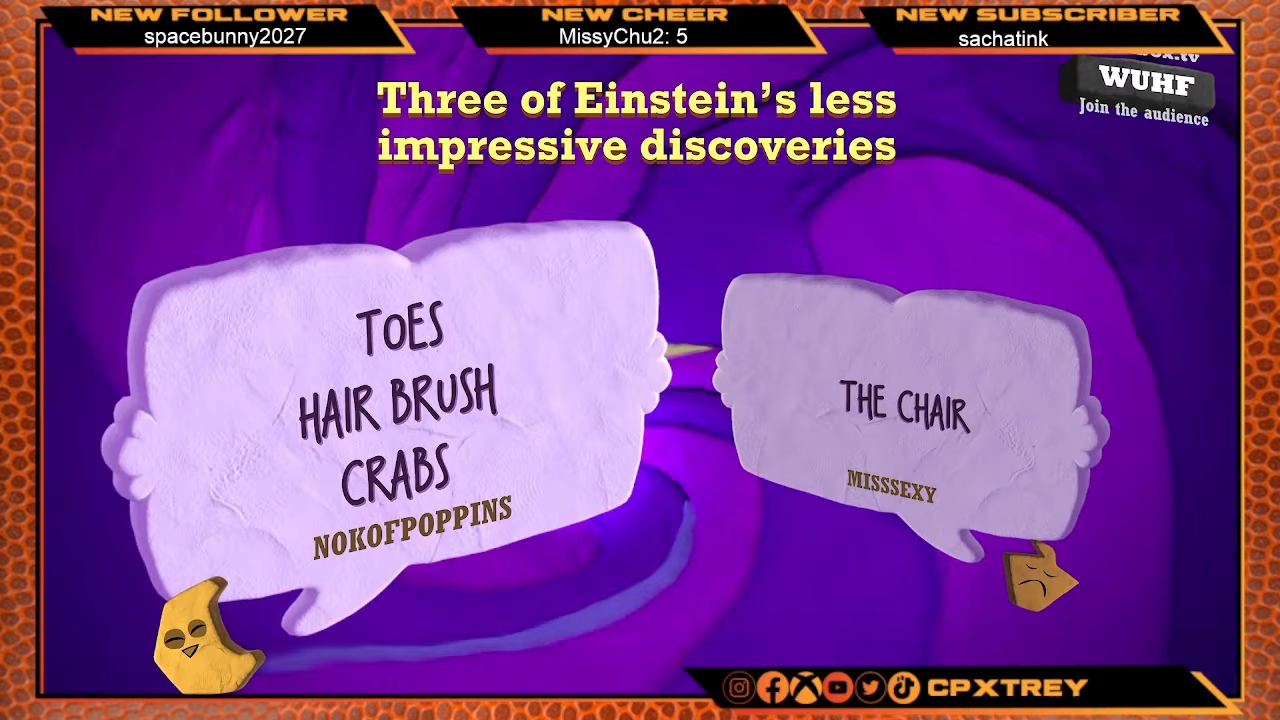 NEW FOLLOWER
spacebunny2027
NEW CHEER
MissyChu2: 5
NEW SUBSCRIBER
sachatink
WUHF
Join the audience
Three of Einstein's less
impressive discoveries
TOES
HAIR BRUSH
CRABS
NOKOFPOPPINS
THE CHAIR
MISSSEXY
CPXTREY